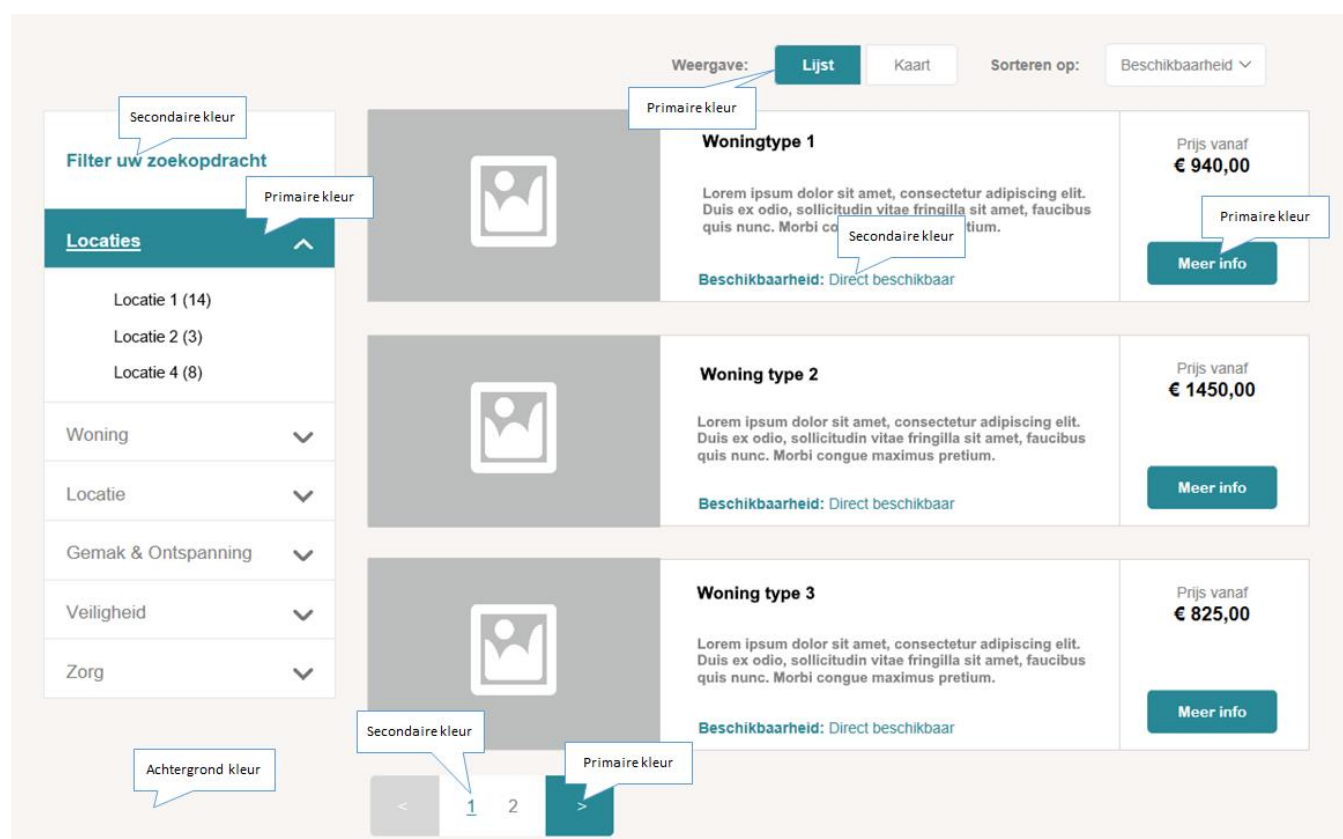 Weergave: Lijst Kaart Sorteren op: Beschikbaarheid
Primaire kleur
Secondaire kleur
Filter uw zoekopdracht
Primaire kleur
Locaties
Locatie 1 (14)
Locatie 2 (3)
Locatie 4 (8)
Woning
Locatie
Gemak & Ontspanning
Veiligheid
Zorg
Achtergrond kleur
Woningtype 1
Lorem ipsum dolor sit amet, consectetur adipiscing elit.
Duis ex odio, sollicitudin vitae fringilla sit amet, faucibus
quis nunc. Morbi
Secondaire kleur
Beschikbaarheid: Direct beschikbaar
Prijs vanaf
€ 940,00
Primaire kleur
Meer info
Woning type 2
Lorem ipsum dolor sit amet, consectetur adipiscing elit.
Duis ex odio, sollicitudin vitae fringilla sit amet, faucibus
quis nunc. Morbi congue maximus pretium.
Beschikbaarheid: Direct beschikbaar
Prijs vanaf
€ 1450,00
Meer info
Woning type 3
Lorem ipsum dolor sit amet, consectetur adipiscing elit.
Duis ex odio, sollicitudin vitae fringilla sit amet, faucibus
quis nunc. Morbi congue maximus pretium.
Beschikbaarheid: Direct beschikbaar
Prijs vanaf
€ 825,00
Meer info
Secondaire kleur
Primaire kleur
< 1 2 >